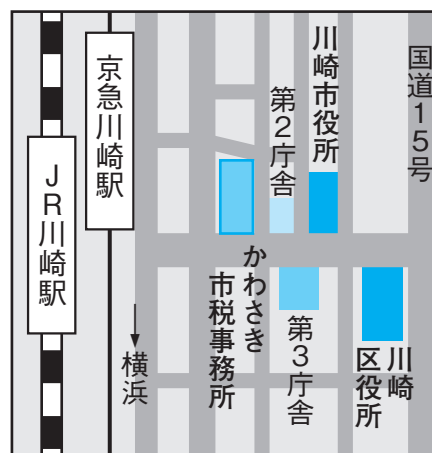 国道15号
川崎市役所
第2庁舎
京急川崎駅
JR川崎駅
かわさき
市税事務所
第3庁舎
川崎
区役所
横浜